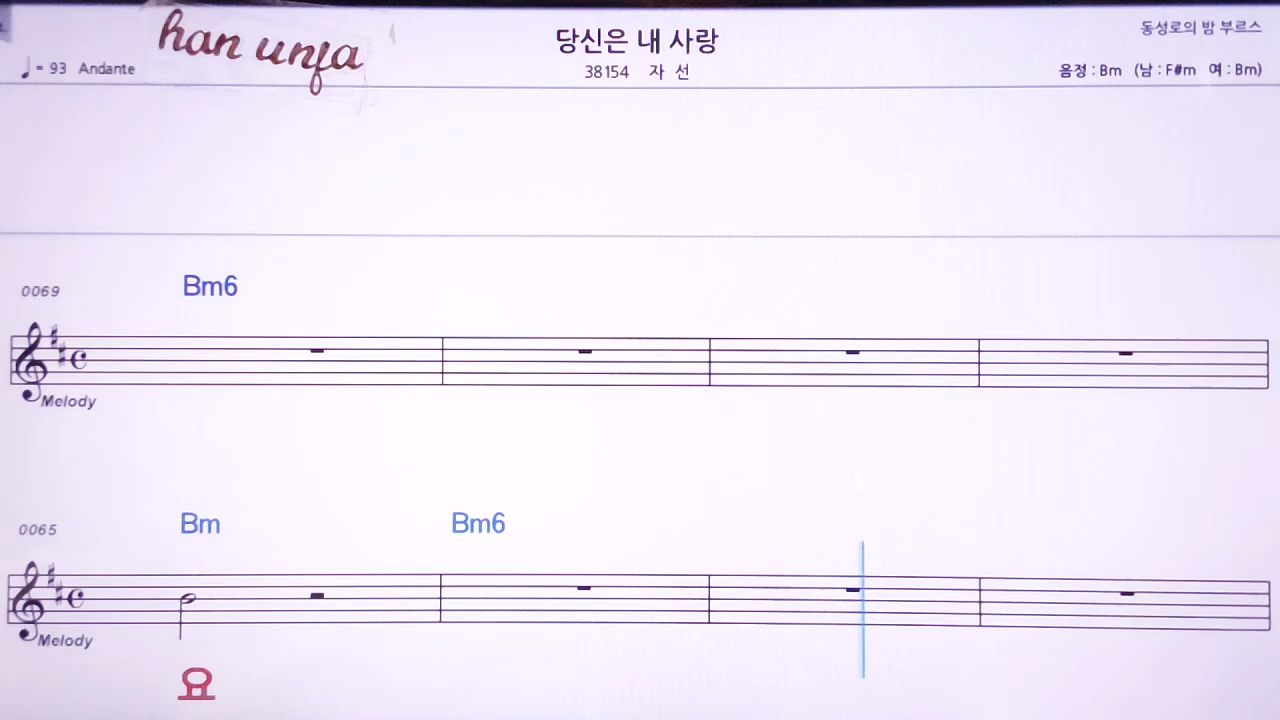 han unfa
당신은 내 사랑
동성로의 밤 부르스
♩ = 93 Andante
38154 자 선
음정 : Bm (남 : F#m 여 : Bm)
0069
Bm6
Melody
0065
Bm
Bm6
Melody
요